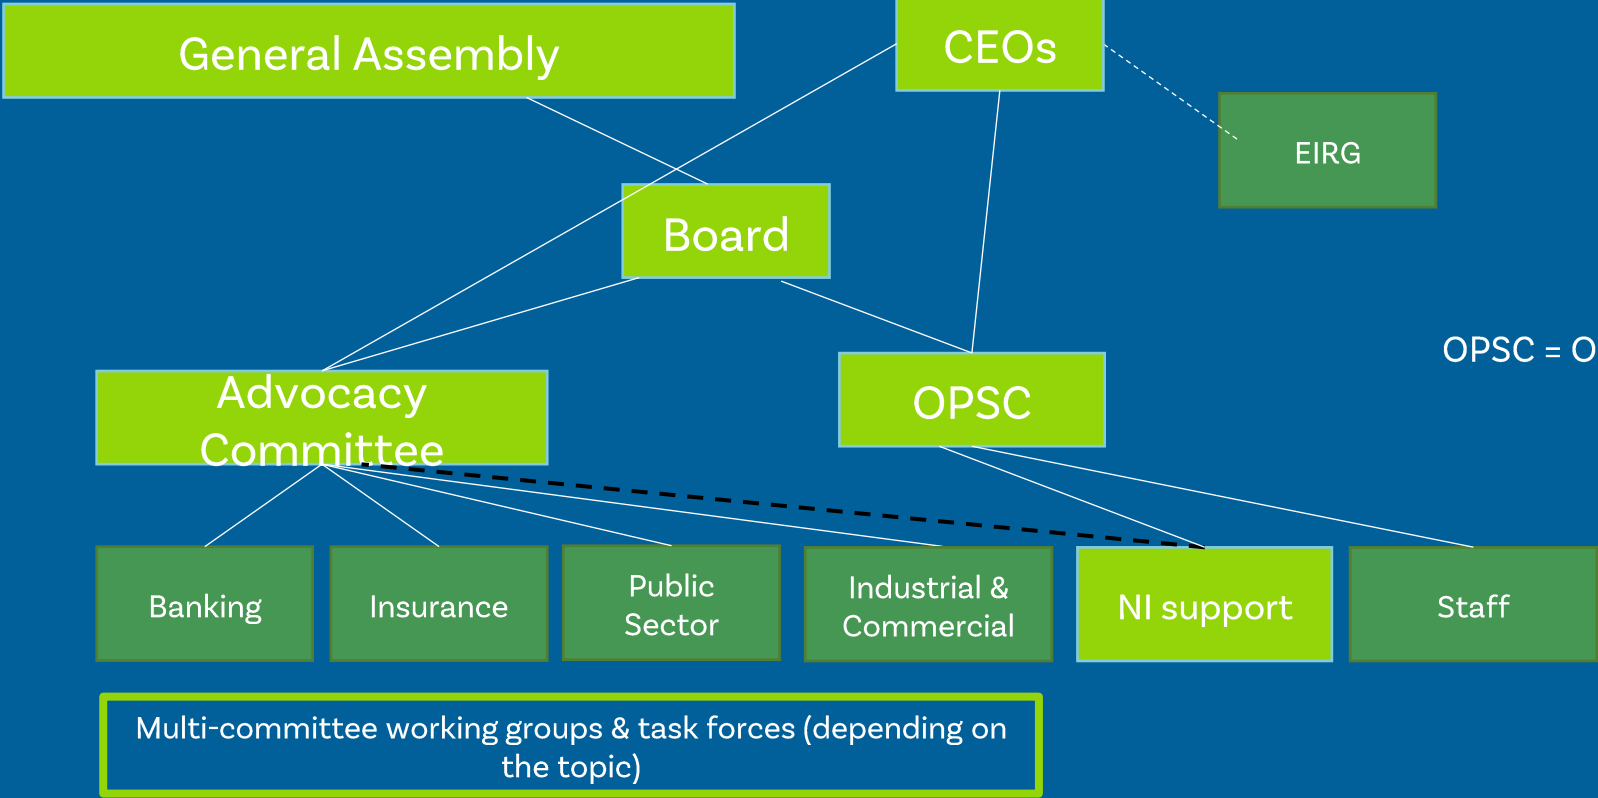 General Assembly
CEOs
EIRG
Board
OPSC = O
Advocacy
Committee
OPSC
Banking
Insurance
Public
Sector
Industrial &
Commercial
NI support
Staff
Multi-committee working groups & task forces (depending on
the topic)